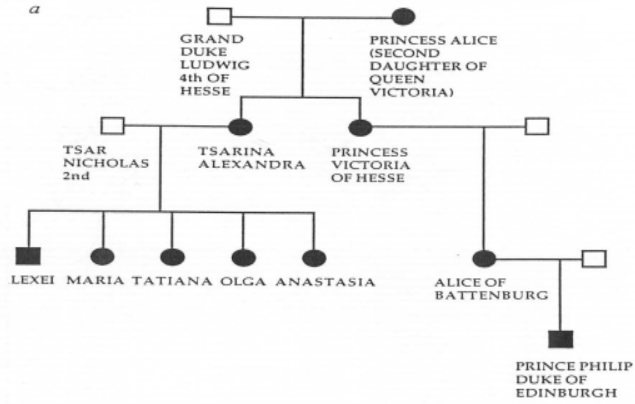 a
GRAND
DUKE
LUDWIG
4th OF
HESSE
PRINCESS ALICE
(SECOND
DAUGHTER OF
QUEEN
VICTORIA)
TSAR
NICHOLAS
2nd
TSARINA
ALEXANDRA
PRINCESS
VICTORIA
OF HESSE
LEXEI MARIA TATIANA OLGA ANASTASIA
ALICE OF
BATTENBURG
PRINCE PHILIP
DUKE OF
EDINBURGH